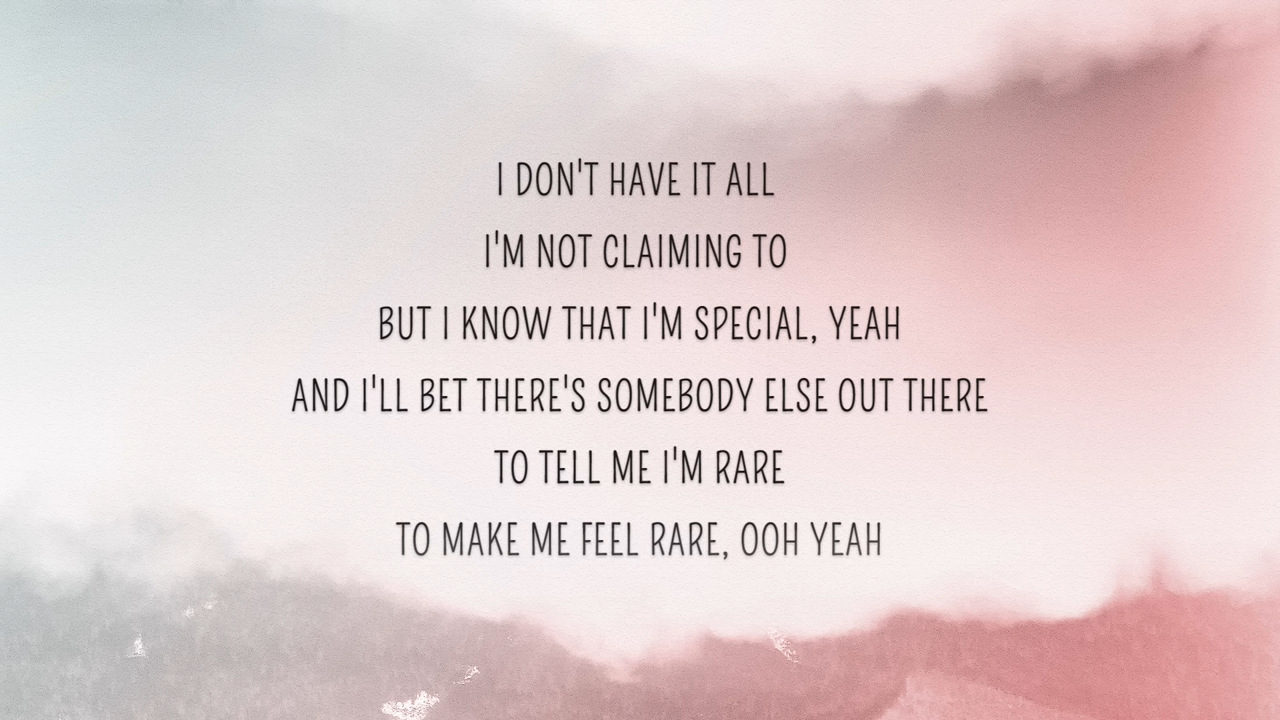 I DON'T HAVE IT ALL
I'M NOT CLAIMING TO
BUT I KNOW THAT I'M SPECIAL, YEAH
AND I'LL BET THERE'S SOMEBODY ELSE OUT THERE
TO TELL ME I'M RARE
TO MAKE ME FEEL RARE, OOH YEAH